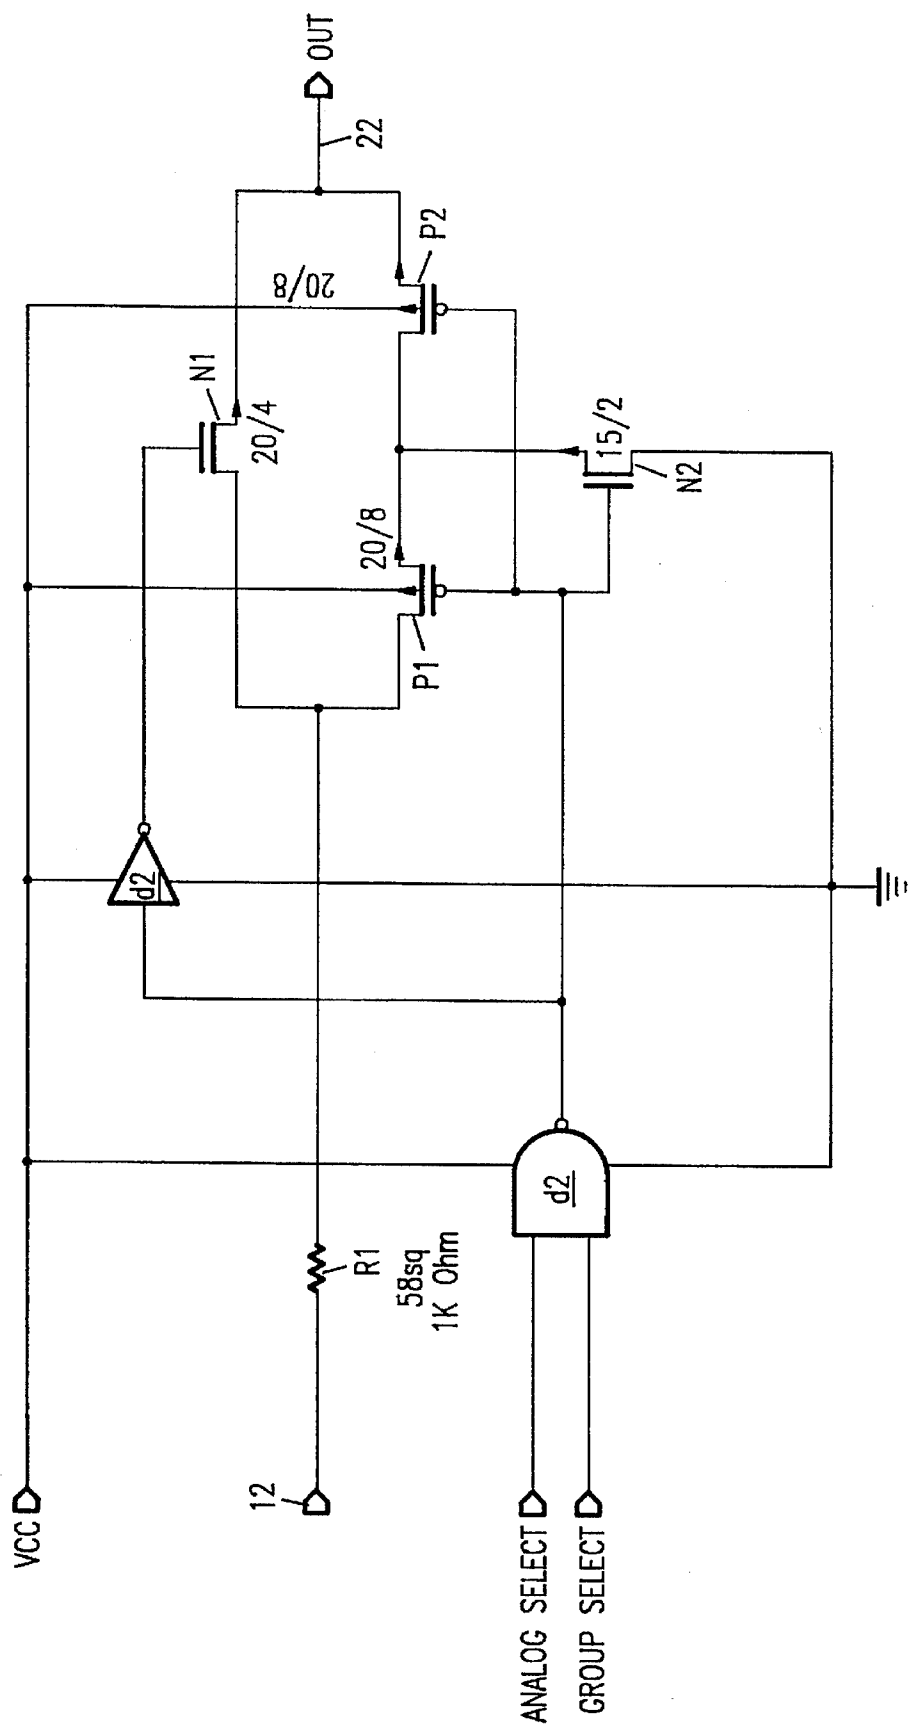 VCC
12
ANALOG SELECT
GROUP SELECT
R1
58sq
1K Ohm
d2
d2
N1
20/4
P1
20/8
P2
20/8
15/2
N2
22
OUT